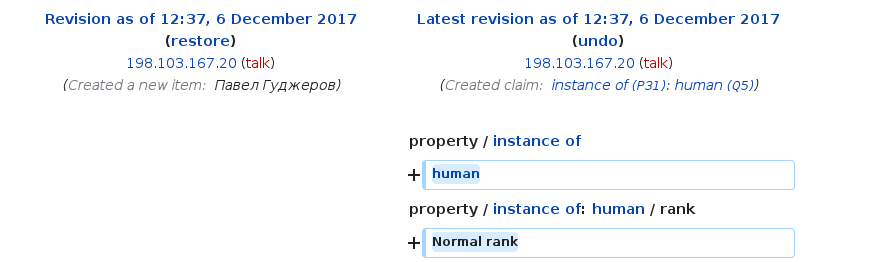 Revision as of 12:37, 6 December 2017
(restore)
198.103.167.20 (talk)
(Created a new item: Павел Гуджеров)
Latest revision as of 12:37, 6 December 2017
(undo)
198.103.167.20 (talk)
(Created claim: instance of (P31): human (Q5))
property / instance of
+ human
property / instance of: human / rank
+ Normal rank